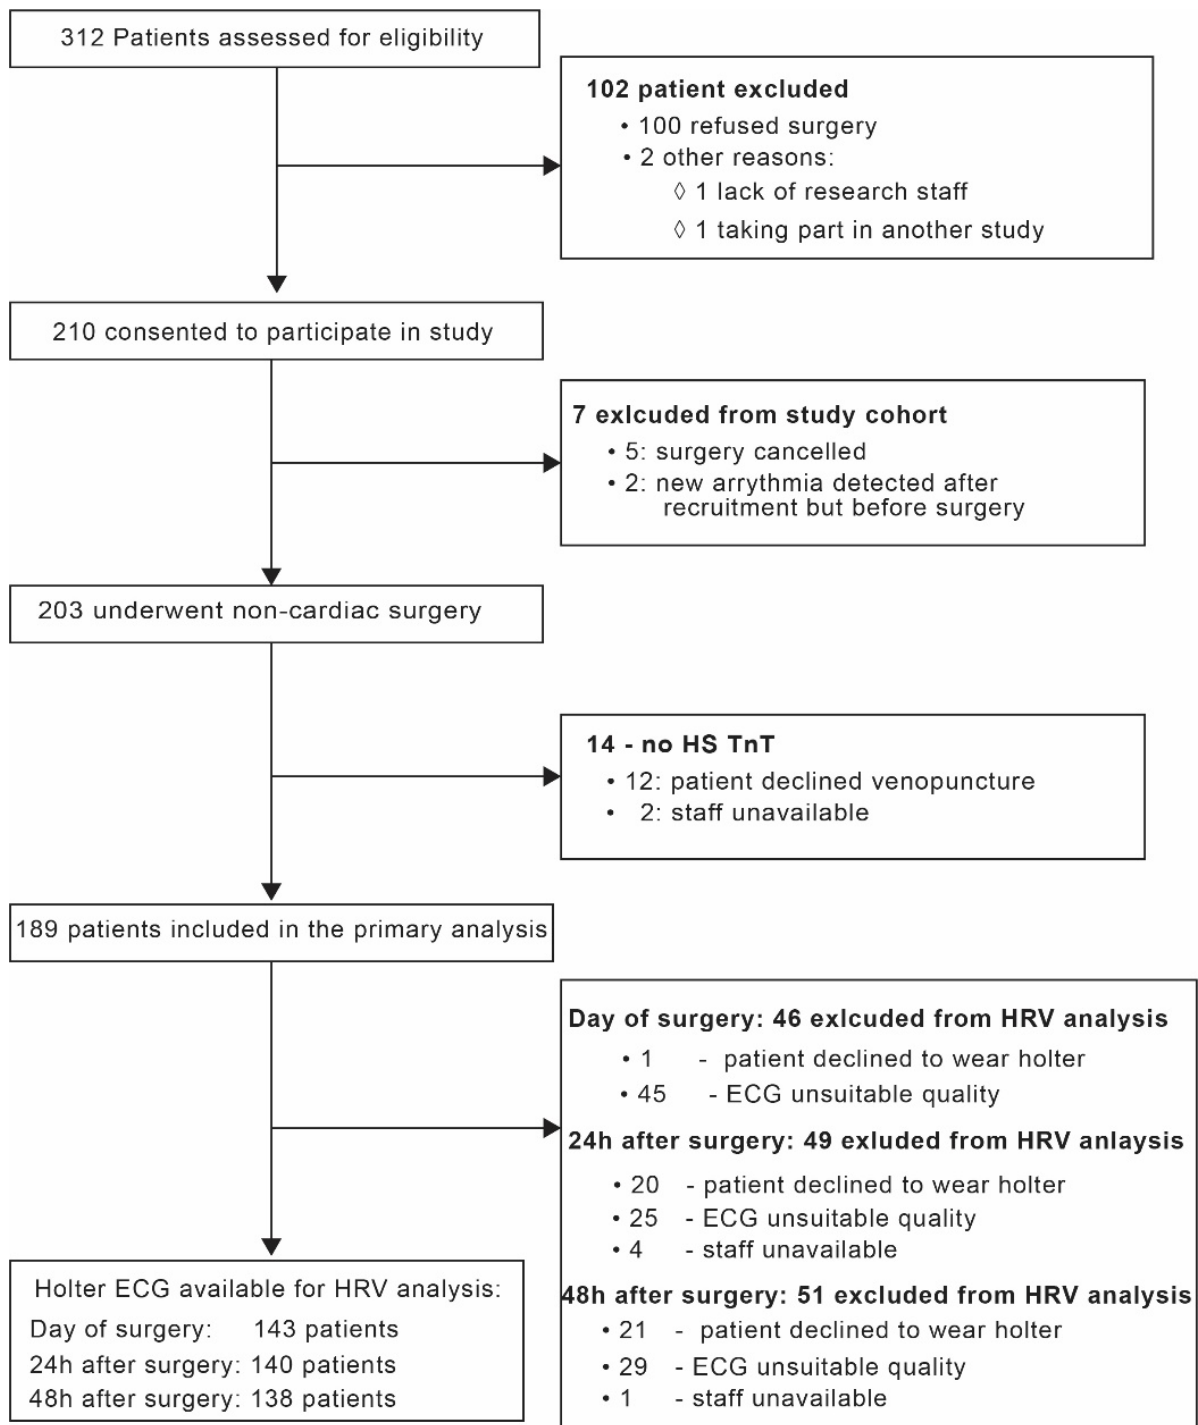 312 Patients assessed for eligibility
102 patient excluded
• 100 refused surgery
• 2 other reasons:
◊ 1 lack of research staff
◊ 1 taking part in another study
210 consented to participate in study
7 exlcuded from study cohort
• 5: surgery cancelled
• 2: new arrythmia detected after
recruitment but before surgery
203 underwent non-cardiac surgery
14 - no HS TnT
• 12: patient declined venopuncture
• 2: staff unavailable
189 patients included in the primary analysis
Day of surgery: 46 exlcuded from HRV analysis
• 1 - patient declined to wear holter
• 45 - ECG unsuitable quality
24h after surgery: 49 exluded from HRV anlaysis
• 20 - patient declined to wear holter
• 25 - ECG unsuitable quality
• 4 - staff unavailable
48h after surgery: 51 excluded from HRV analysis
• 21 - patient declined to wear holter
• 29 - ECG unsuitable quality
• 1 - staff unavailable
Holter ECG available for HRV analysis:
Day of surgery: 143 patients
24h after surgery: 140 patients
48h after surgery: 138 patients